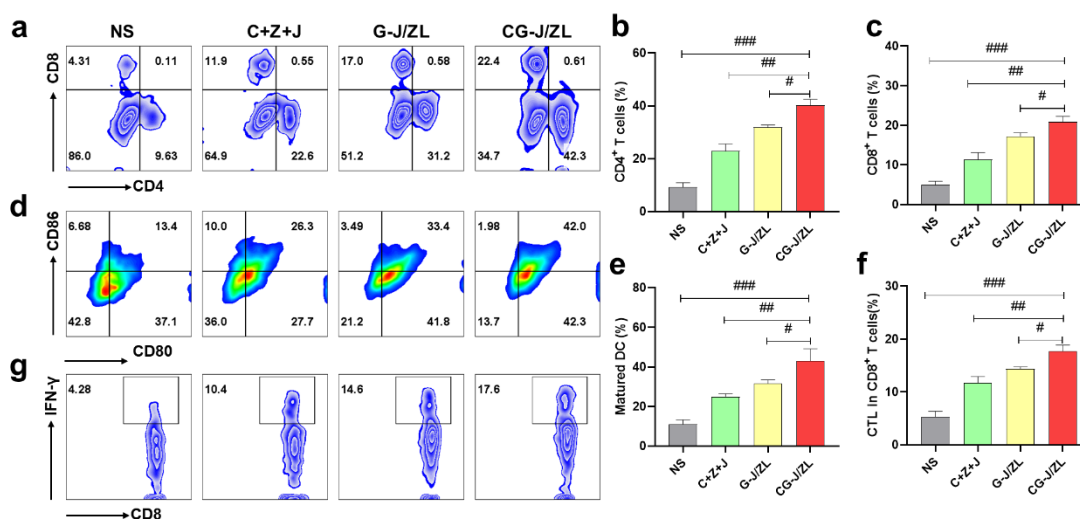 a
NS
C+Z+J
G-J/ZL
CG-J/ZL
CD8
4.31
0.11
86.0
9.63
11.9
0.55
64.9
22.6
17.0
0.58
51.2
31.2
22.4
0.61
34.7
42.3
CD4
b
CD4+ T cells (%)
60
40
20
0
###
##
#
NS
C+Z+J
G-J/ZL
CG-J/ZL
c
CD8+ T cells (%)
40
30
20
10
0
###
##
#
NS
C+Z+J
G-J/ZL
CG-J/ZL
d
CD86
6.68
13.4
42.8
37.1
10.0
26.3
36.0
27.7
3.49
33.4
21.2
41.8
1.98
42.0
13.7
42.3
CD80
e
Matured DC (%)
80
60
40
20
0
###
##
#
NS
C+Z+J
G-J/ZL
CG-J/ZL
f
CTL in CD8+ T cells(%)
30
20
10
0
###
##
#
NS
C+Z+J
G-J/ZL
CG-J/ZL
g
IFN-γ
4.28
10.4
14.6
17.6
CD8